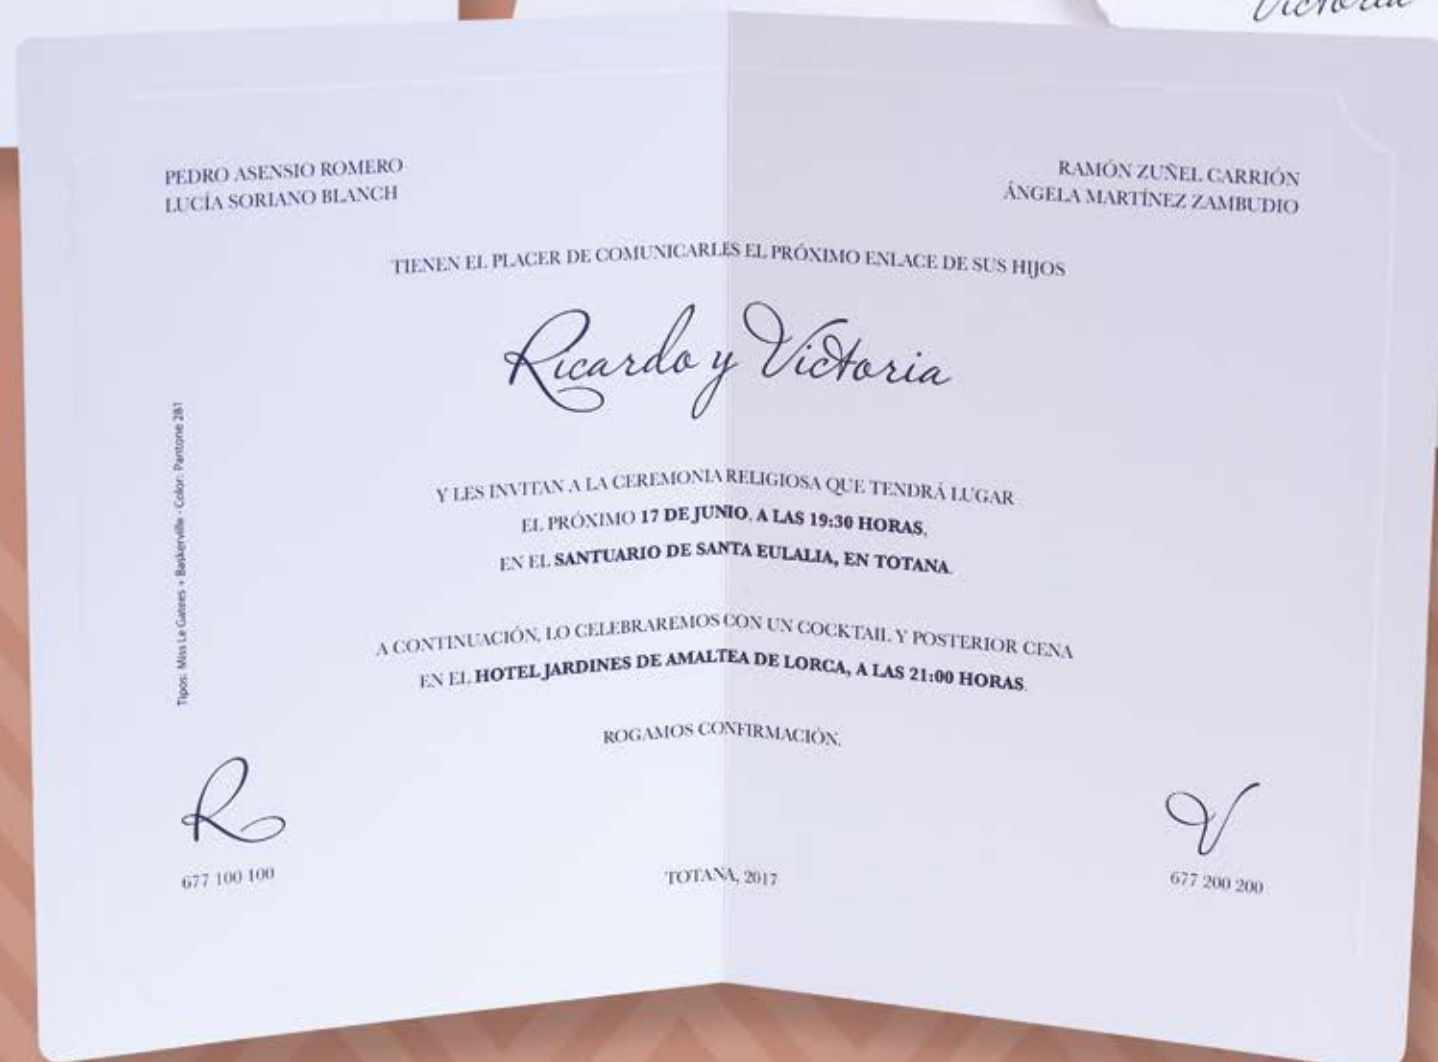 Victoria
PEDRO ASENSIO ROMERO
LUCÍA SORIANO BLANCH
RAMÓN ZUÑEL CARRIÓN
ÁNGELA MARTÍNEZ ZAMBUDIO
TIENEN EL PLACER DE COMUNICARLES EL PRÓXIMO ENLACE DE SUS HIJOS
Ricardo y Victoria
Y LES INVITAN A LA CEREMONIA RELIGIOSA QUE TENDRÁ LUGAR
EL PRÓXIMO 17 DE JUNIO, A LAS 19:30 HORAS,
EN EL SANTUARIO DE SANTA EULALIA, EN TOTANA.
A CONTINUACIÓN, LO CELEBRAREMOS CON UN COCKTAIL Y POSTERIOR CENA
EN EL HOTEL JARDINES DE AMALTEA DE LORCA, A LAS 21:00 HORAS.
ROGAMOS CONFIRMACIÓN.
Tipos: Miss Le Gatees + Baskerville - Color: Pantone 281
R
677 100 100
TOTANA, 2017
V
677 200 200